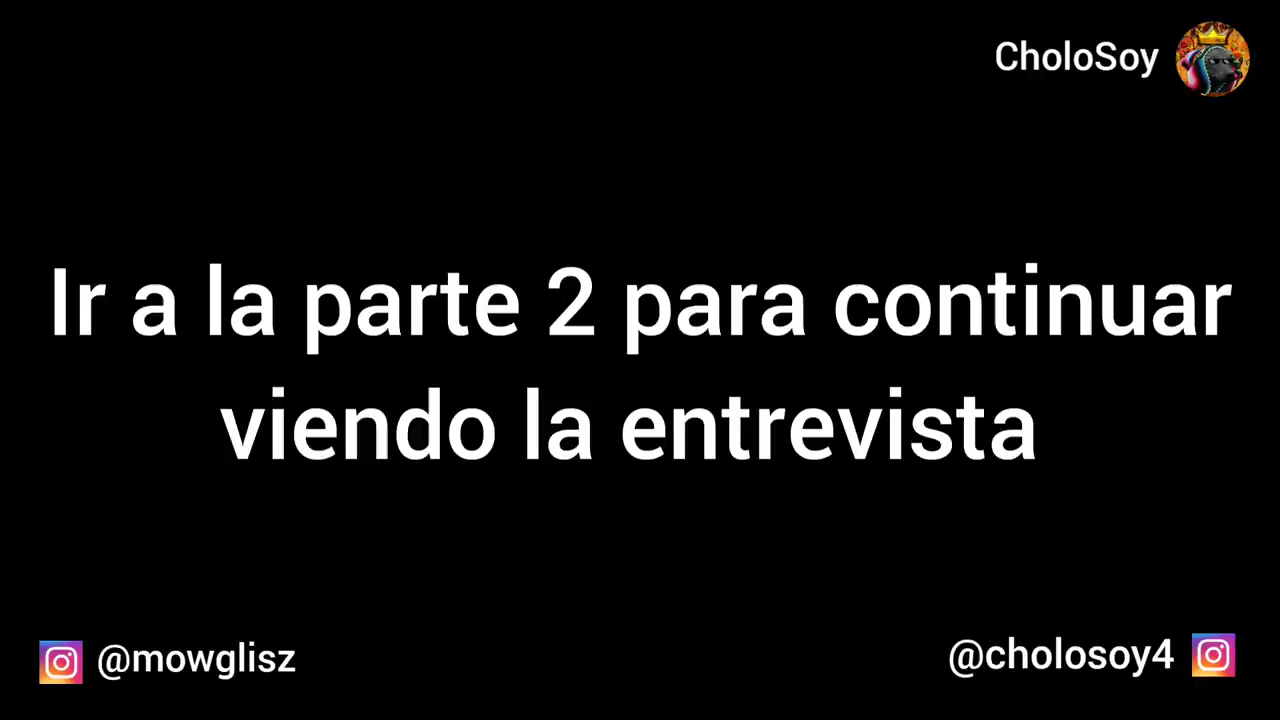 CholoSoy
Ir a la parte 2 para continuar
viendo la entrevista
@mowglisz
@cholosoy4